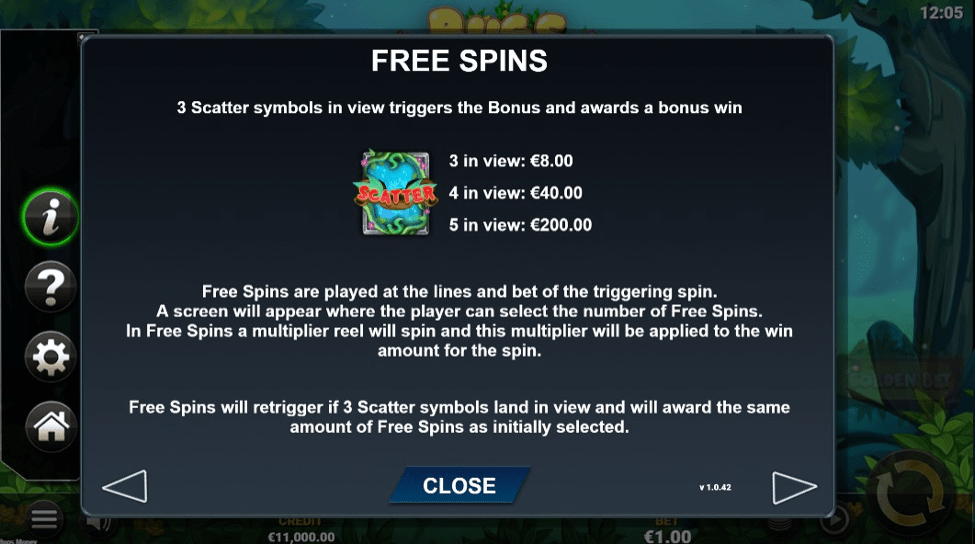 BUGS
12:05
FREE SPINS
3 Scatter symbols in view triggers the Bonus and awards a bonus win
SCATTER
3 in view: €8.00
4 in view: €40.00
5 in view: €200.00
Free Spins are played at the lines and bet of the triggering spin.
A screen will appear where the player can select the number of Free Spins.
In Free Spins a multiplier reel will spin and this multiplier will be applied to the win
amount for the spin.
GOLDEN BET
Free Spins will retrigger if 3 Scatter symbols land in view and will award the same
amount of Free Spins as initially selected.
CLOSE
v 1.0.42
CREDIT
€11,000.00
BET
€1.00
Bugs Money